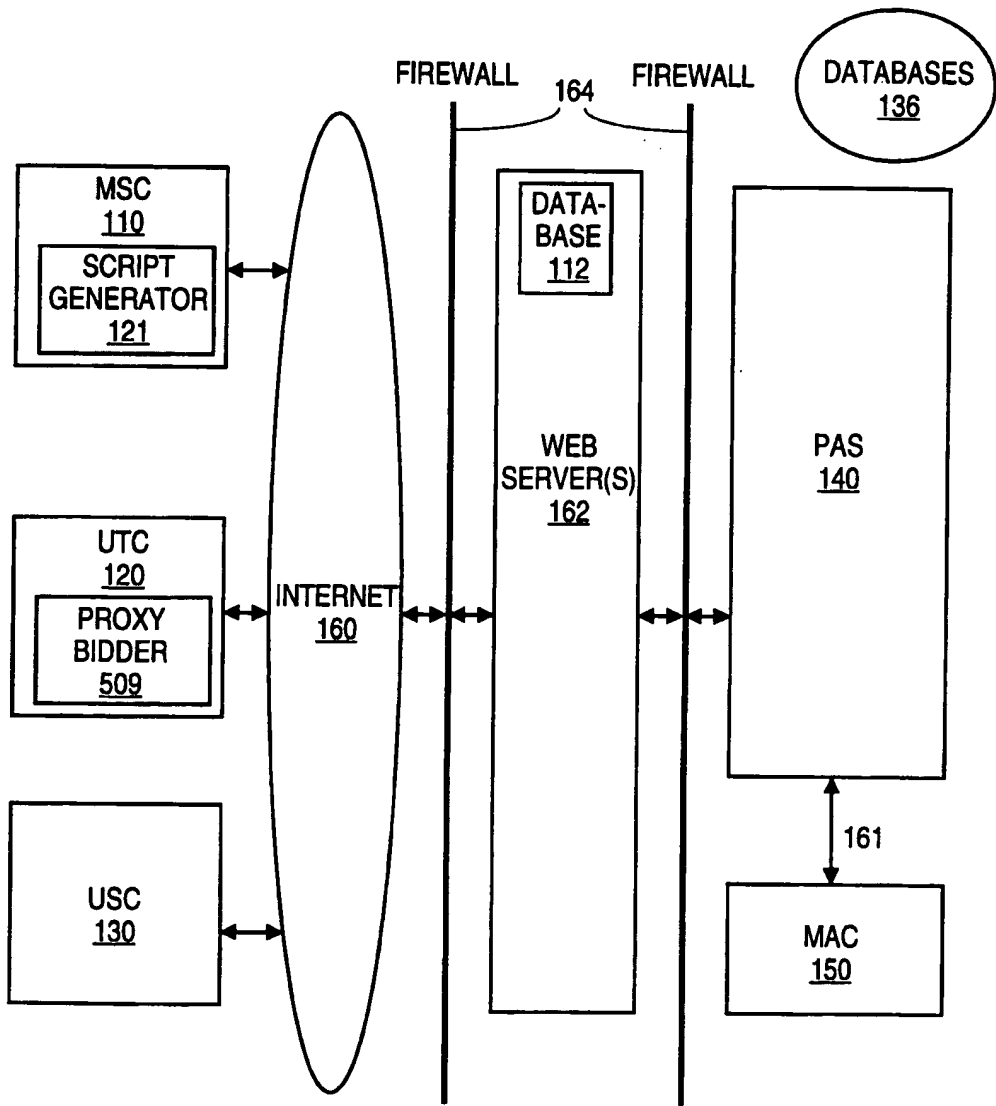 FIREWALL
164
FIREWALL
DATABASES
136
MSC
110
SCRIPT
GENERATOR
121
DATA-
BASE
112
UTC
120
PROXY
BIDDER
509
INTERNET
160
WEB
SERVER(S)
162
PAS
140
161
USC
130
MAC
150